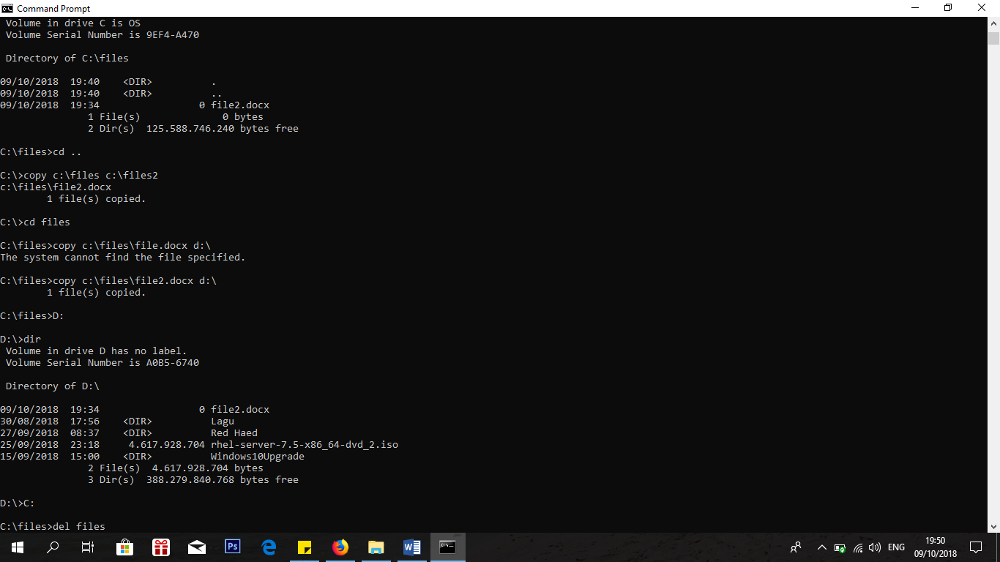 Command Prompt
Volume in drive C is OS
Volume Serial Number is 9EF4-A470
Directory of C:\files
09/10/2018  19:40    <DIR>          .
09/10/2018  19:40    <DIR>          ..
09/10/2018  19:34                 0 file2.docx
1 File(s)              0 bytes
2 Dir(s)  125.588.746.240 bytes free
C:\files>cd ..
C:\>copy c:\files c:\files2
c:\files\file2.docx
1 file(s) copied.
C:\>cd files
C:\files>copy c:\files\file.docx d:\
The system cannot find the file specified.
C:\files>copy c:\files\file2.docx d:\
1 file(s) copied.
C:\files>D:
D:\>dir
Volume in drive D has no label.
Volume Serial Number is A0B5-6740
Directory of D:\
09/10/2018  19:34                 0 file2.docx
30/08/2018  17:56    <DIR>          Lagu
27/09/2018  08:37    <DIR>          Red Haed
25/09/2018  23:18     4.617.928.704 rhel-server-7.5-x86_64-dvd_2.iso
15/09/2018  15:00    <DIR>          Windows10Upgrade
2 File(s)  4.617.928.704 bytes
3 Dir(s)  388.279.840.768 bytes free
D:\>C:
C:\files>del files
Ps
ENG
19:50
09/10/2018